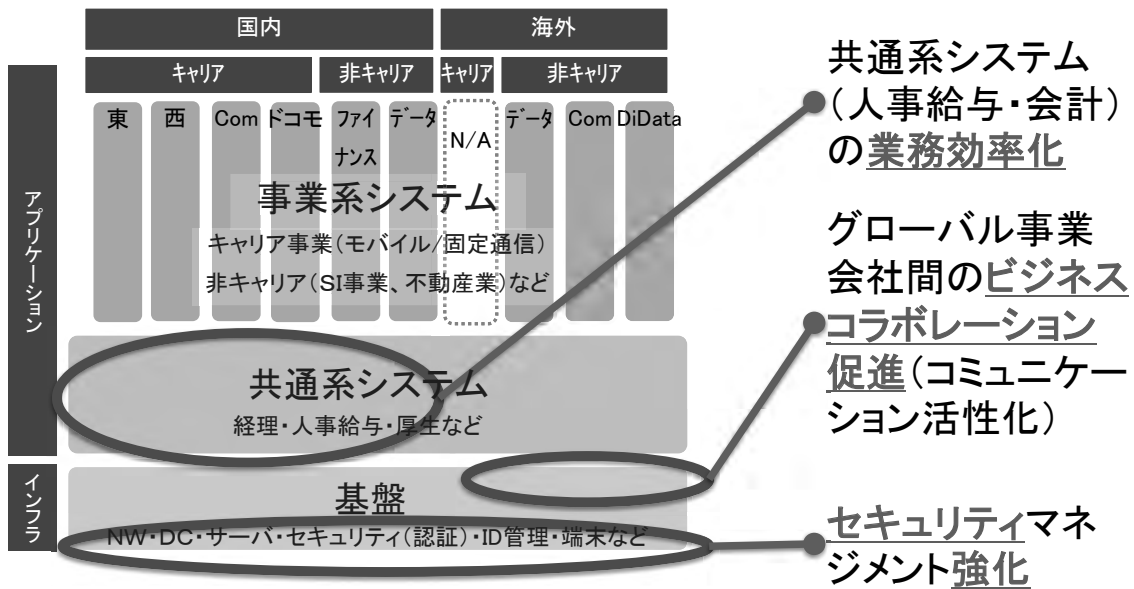 国内
海外
キャリア
非キャリア
キャリア
非キャリア
東
西
Com
ドコモ
ファイ
ナンス
データ
N/A
データ
Com
DiData
アプリケーション
事業系システム
キャリア事業(モバイル/固定通信)
非キャリア(SI事業、不動産業)など
共通系システム
経理・人事給与・厚生など
インフラ
基盤
NW・DC・サーバ・セキュリティ(認証)・ID管理・端末など
共通系システム
(人事給与・会計)
の業務効率化
グローバル事業
会社間のビジネス
コラボレーション
促進(コミュニケー
ション活性化)
セキュリティマネ
ジメント強化